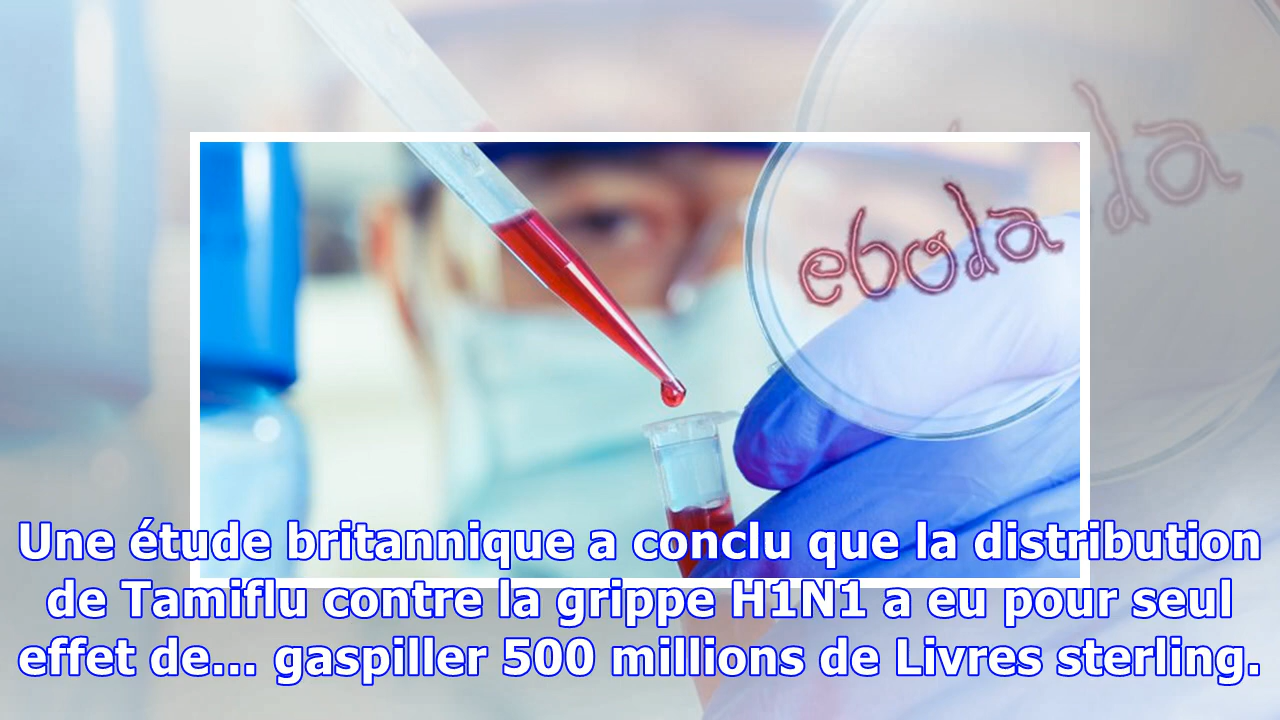 ebola
la
Une étude britannique a conclu que la distribution
de Tamiflu contre la grippe H1N1 a eu pour seul
effet de... gaspiller 500 millions de Livres sterling.